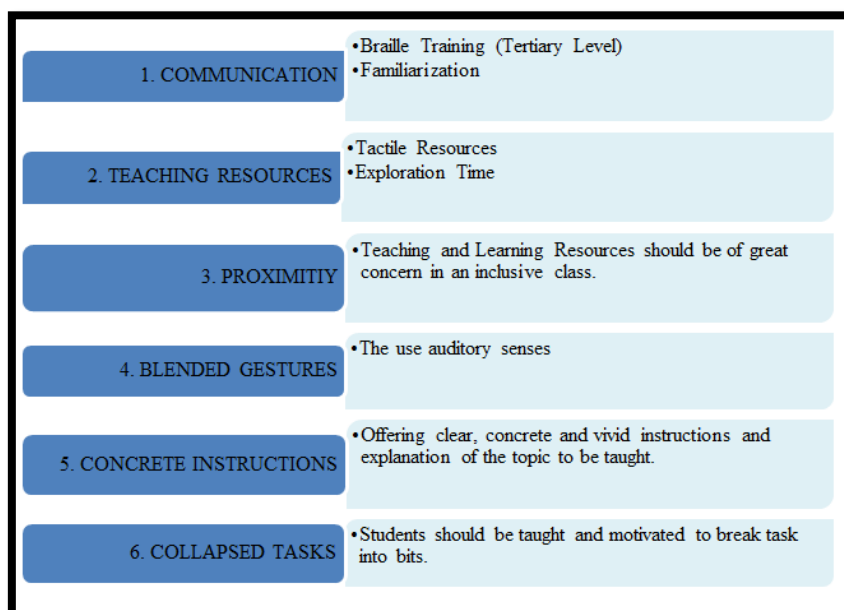 1. COMMUNICATION
•Braille Training (Tertiary Level)
•Familiarization
2. TEACHING RESOURCES
•Tactile Resources
•Exploration Time
3. PROXIMITIY
•Teaching and Learning Resources should be of great
concern in an inclusive class.
4. BLENDED GESTURES
•The use auditory senses
5. CONCRETE INSTRUCTIONS
•Offering clear, concrete and vivid instructions and
explanation of the topic to be taught.
6. COLLAPSED TASKS
•Students should be taught and motivated to break task
into bits.